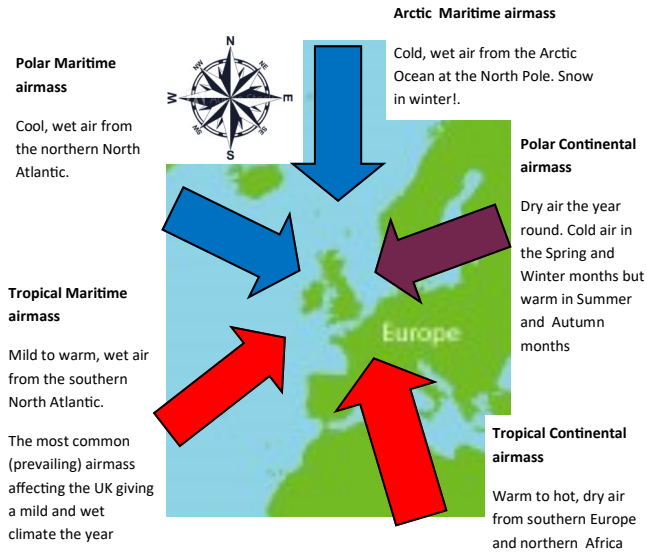 Arctic  Maritime airmass
Cold, wet air from the Arctic
Ocean at the North Pole. Snow
in winter!.
Polar Maritime
airmass
Cool, wet air from
the northern North
Atlantic.
N
NE
E
SE
S
SW
W
NW
Polar Continental
airmass
Dry air the year
round. Cold air in
the Spring and
Winter months but
warm in Summer
and  Autumn
months
Tropical Maritime
airmass
Mild to warm, wet air
from the southern
North Atlantic.
The most common
(prevailing) airmass
affecting the UK giving
a mild and wet
climate the year
Europe
Tropical Continental
airmass
Warm to hot, dry air
from southern Europe
and northern  Africa